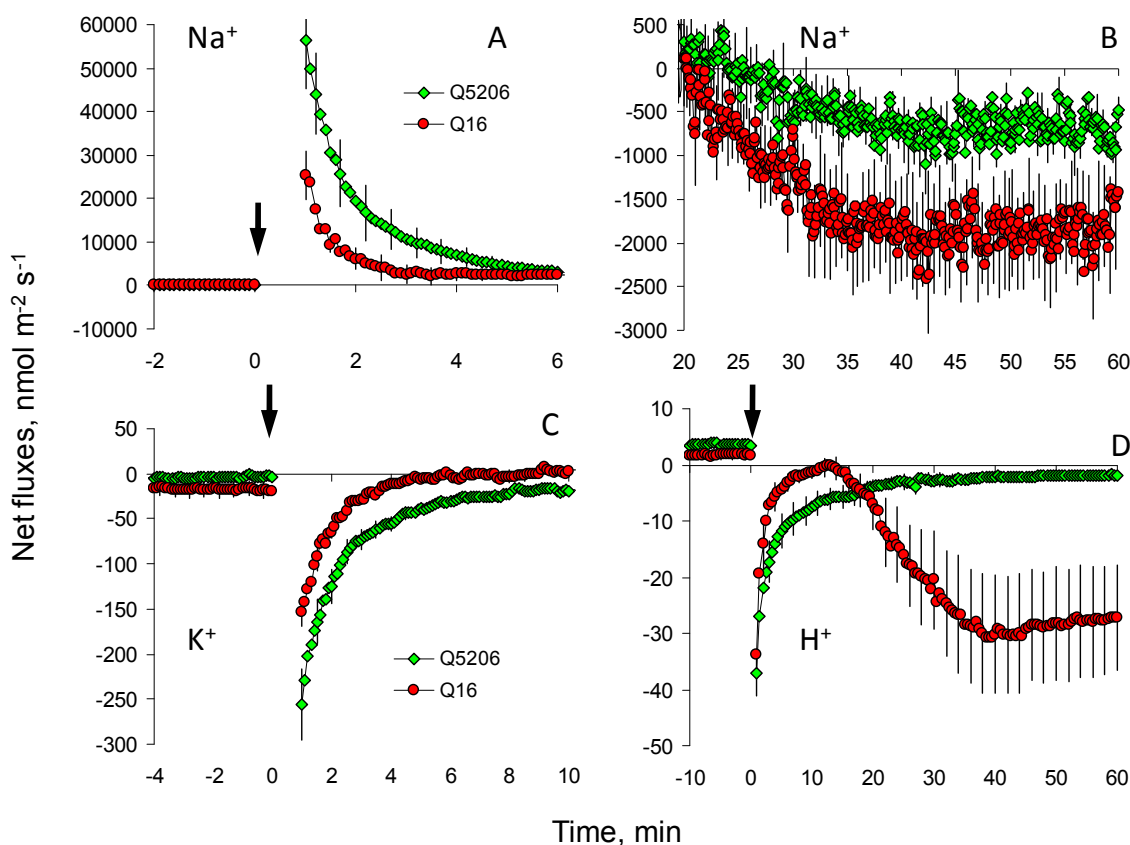 Net fluxes, nmol m⁻² s⁻¹
Na⁺ A
60000
50000
40000
30000
20000
10000
0
-10000
Q5206
Q16
-2 0 2 4 6
Na⁺ B
500
0
-500
-1000
-1500
-2000
-2500
-3000
20 25 30 35 40 45 50 55 60
C
50
0
-50
-100
-150
-200
-250
-300
K⁺
Q5206
Q16
-4 -2 0 2 4 6 8 10
D
10
0
-10
-20
-30
-40
-50
H⁺
-10 0 10 20 30 40 50 60
Time, min